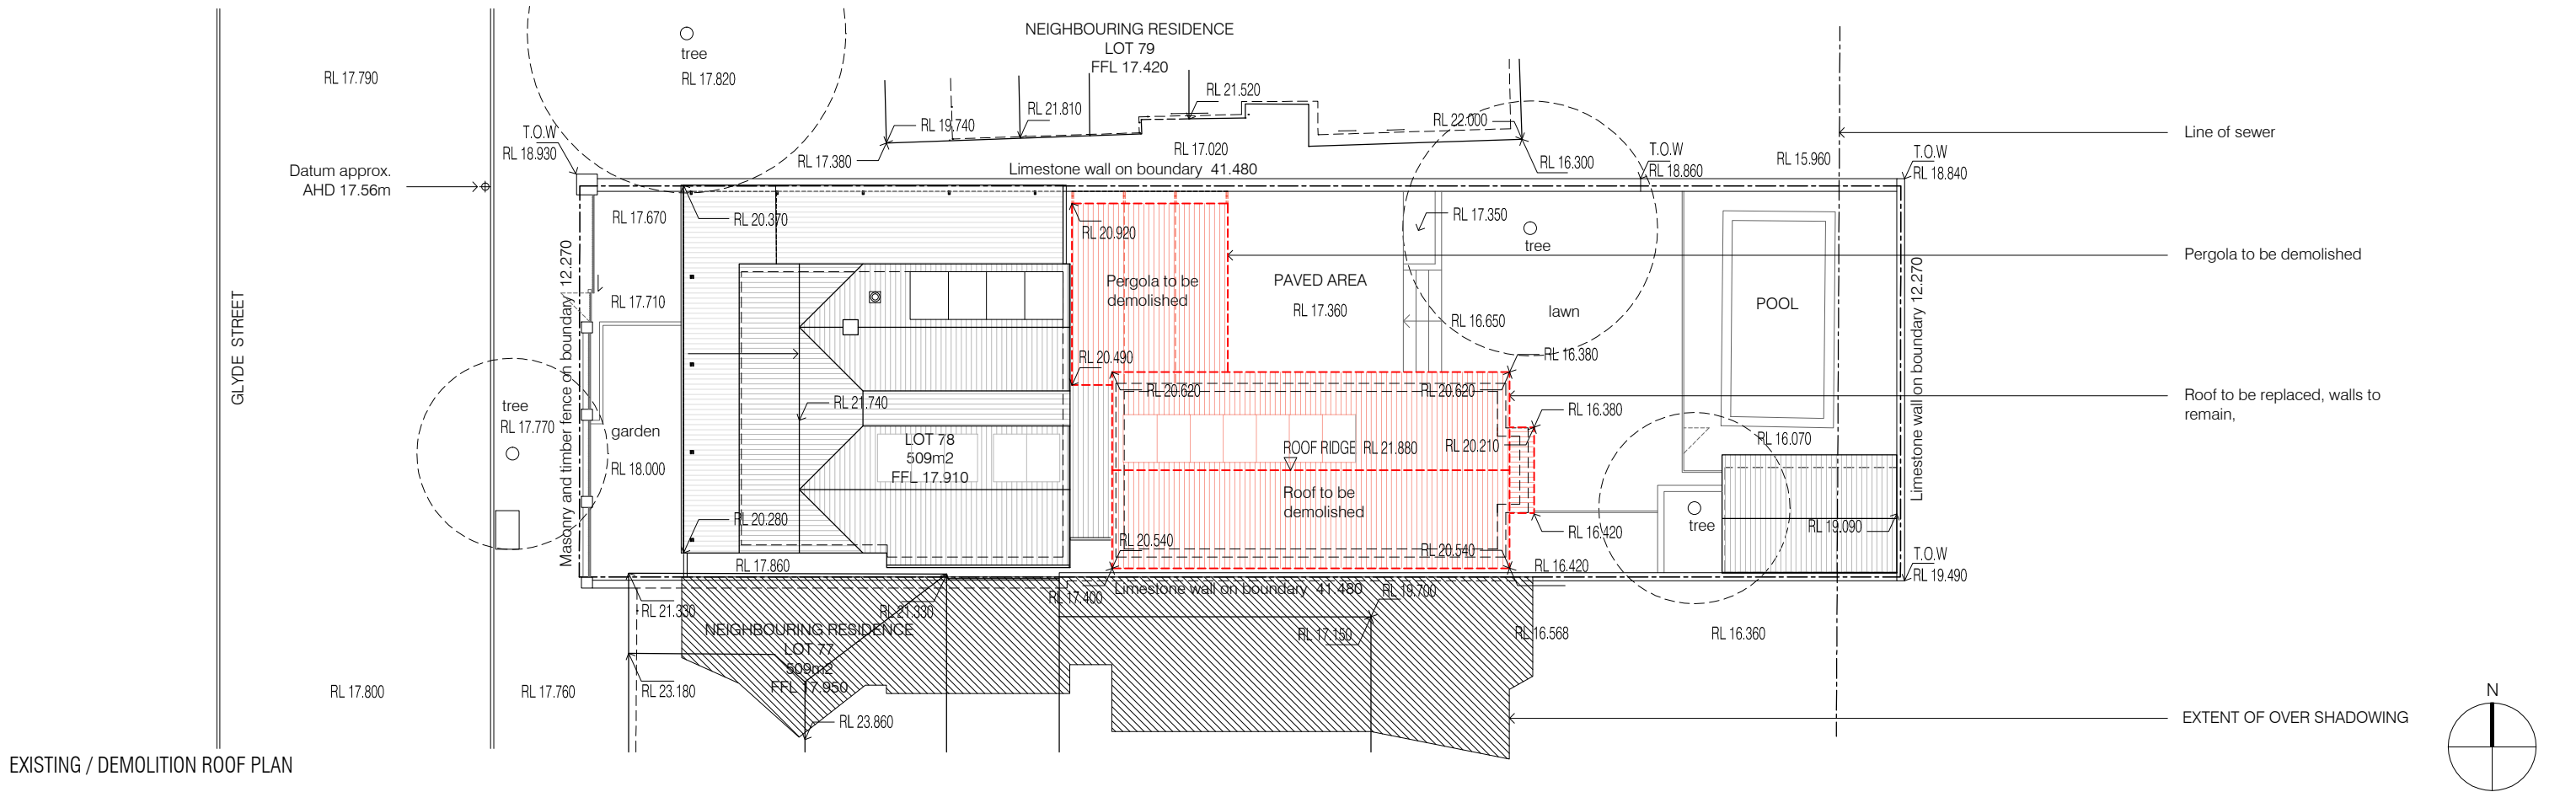 NEIGHBOURING RESIDENCE
LOT 79
FFL 17.420
tree
RL 17.820
RL 17.790
RL 21.520
RL 21.810
RL 19.740
RL 22.000
T.O.W
RL 18.930
RL 17.380
RL 17.020
Limestone wall on boundary 41.480
RL 16.300
T.O.W
RL 18.860
RL 15.960
T.O.W
RL 18.840
Line of sewer
Datum approx.
AHD 17.56m
RL 17.670
RL 20.370
RL 20.920
RL 17.350
tree
Pergola to be demolished
Pergola to be
demolished
PAVED AREA
RL 17.360
RL 17.710
RL 16.650
lawn
POOL
GLYDE STREET
Masonry and timber fence on boundary 12.270
Limestone wall on boundary 12.270
RL 20.490
RL 16.380
RL 20.620
RL 20.620
Roof to be replaced, walls to
remain,
tree
RL 17.770
garden
RL 18.000
RL 21.740
LOT 78
509m2
FFL 17.910
ROOF RIDGE RL 21.880
RL 20.210
RL 16.380
RL 16.070
Roof to be
demolished
RL 20.280
RL 20.540
RL 20.540
RL 16.420
tree
RL 19.090
RL 17.860
RL 16.420
T.O.W
RL 19.490
RL 21.330
RL 21.330
RL 17.400
Limestone wall on boundary 41.480
RL 19.700
NEIGHBOURING RESIDENCE
LOT 77
509m2
FFL 17.950
RL 17.150
RL 16.568
RL 16.360
RL 17.800
RL 17.760
RL 23.180
RL 23.860
EXTENT OF OVER SHADOWING
N
EXISTING / DEMOLITION ROOF PLAN